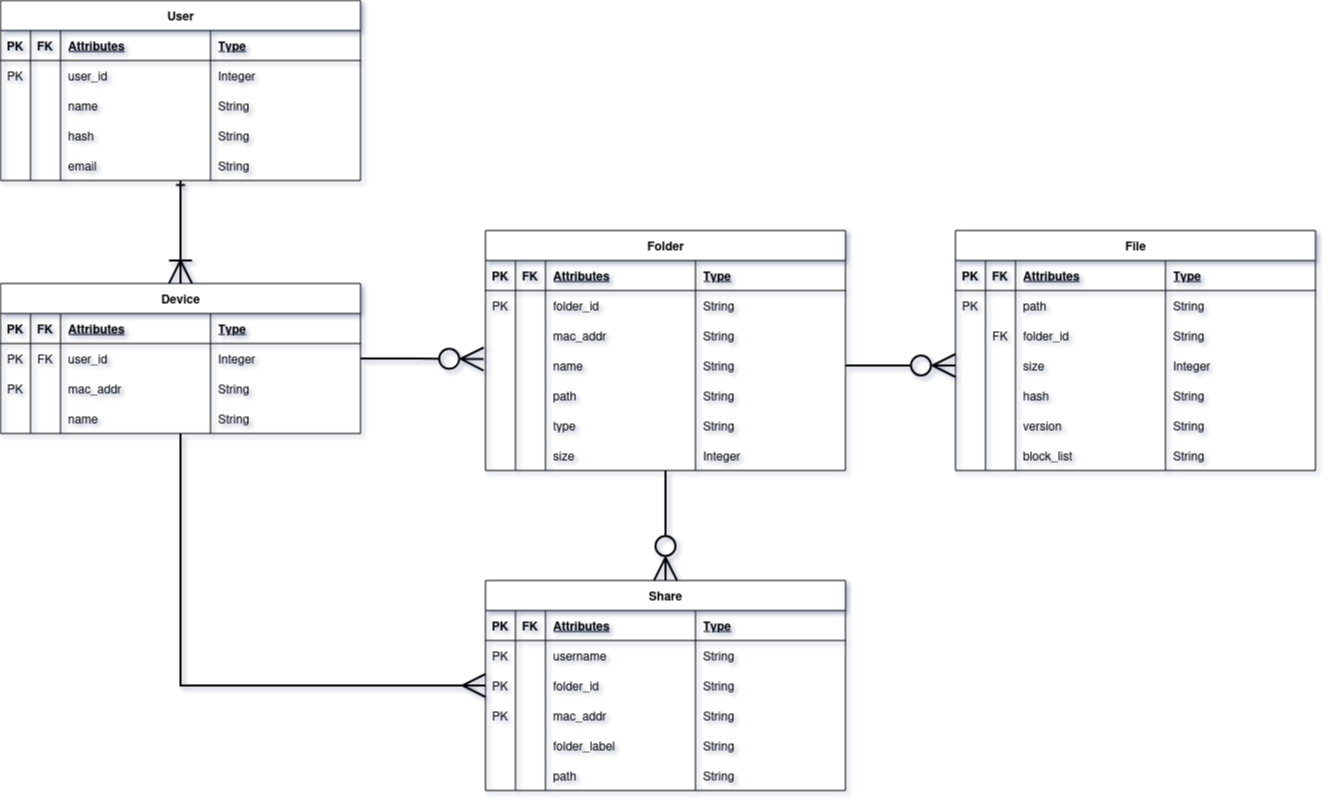 User
PK FK Attributes Type
PK user_id Integer
name String
hash String
email String
Device
PK FK Attributes Type
PK FK user_id Integer
PK mac_addr String
name String
Folder
PK FK Attributes Type
PK folder_id String
mac_addr String
name String
path String
type String
size Integer
File
PK FK Attributes Type
PK path String
FK folder_id String
size Integer
hash String
version String
block_list String
Share
PK FK Attributes Type
PK username String
PK folder_id String
PK mac_addr String
folder_label String
path String